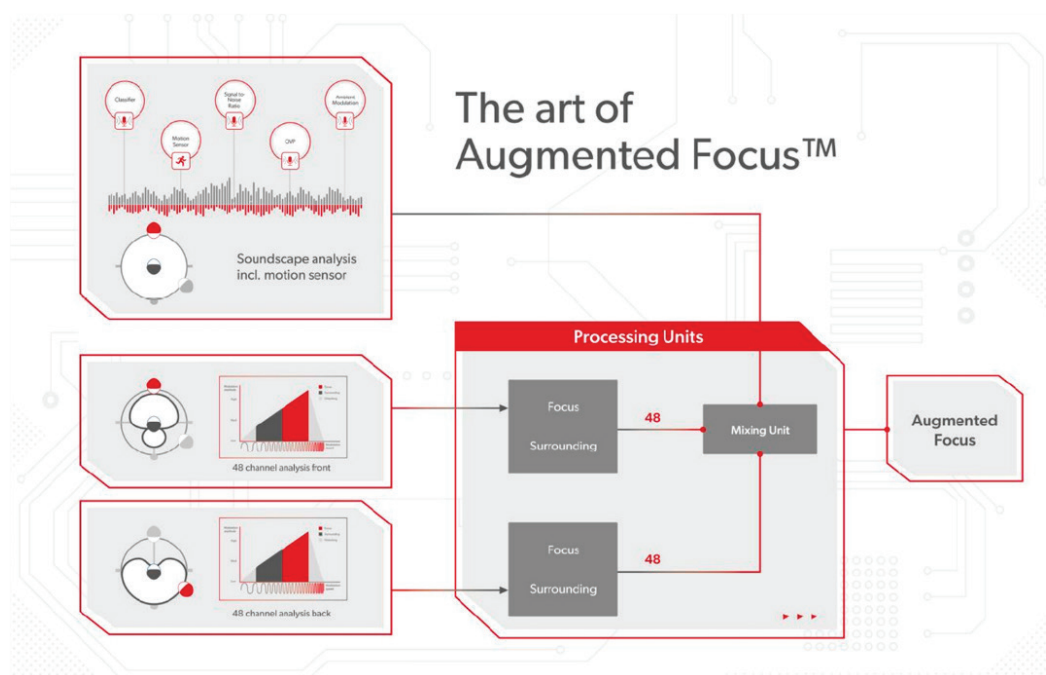 The art of
Augmented Focus™
Classifier
Signal to
Noise
Ratio
Modulation
Motion
Sensor
OVP
Soundscape analysis
incl. motion sensor
Processing Units
48 channel analysis front
Focus
Surrounding
48
Mixing Unit
Augmented
Focus
48 channel analysis back
Focus
Surrounding
48